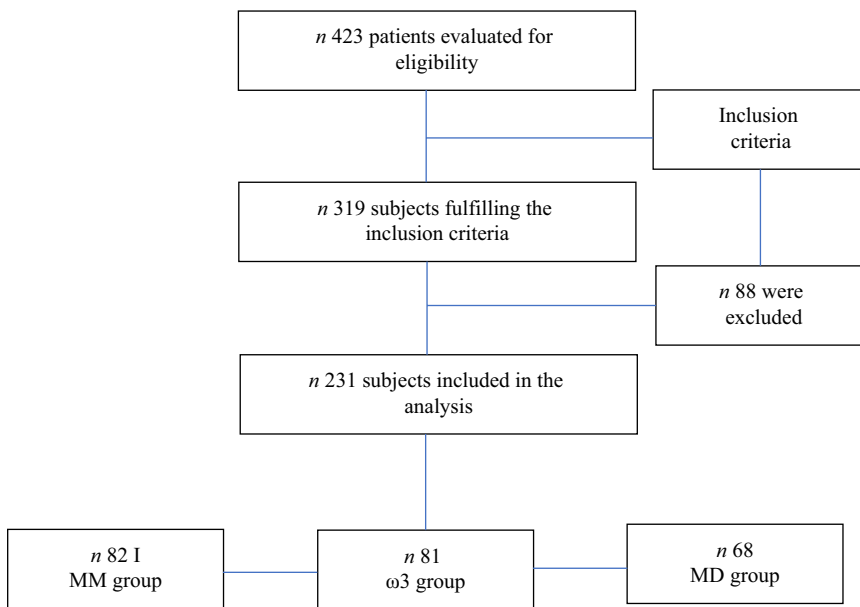 n 423 patients evaluated for
eligibility
Inclusion
criteria
n 319 subjects fulfilling the
inclusion criteria
n 88 were
excluded
n 231 subjects included in the
analysis
n 82 I
MM group
n 81
ω3 group
n 68
MD group